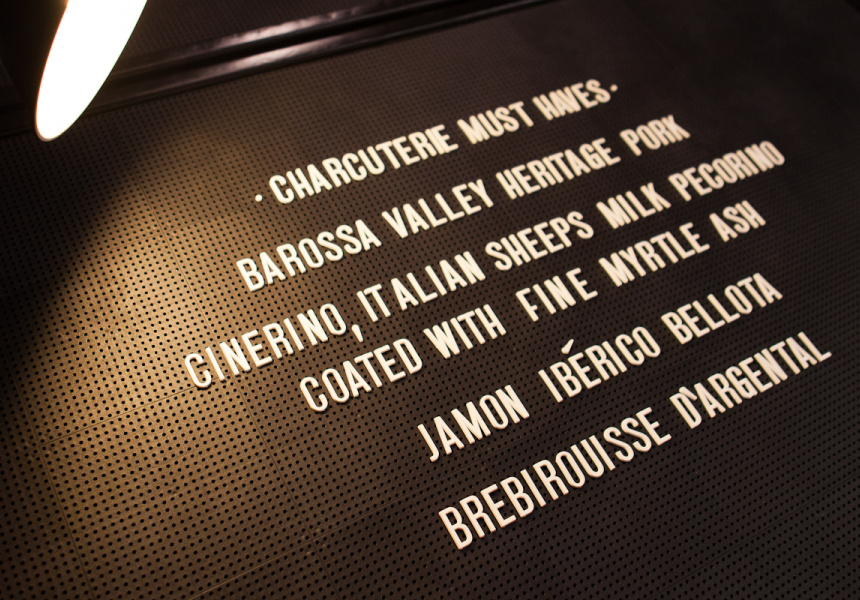 · CHARCUTERIE MUST HAVES ·
BAROSSA VALLEY HERITAGE PORK
CINERINO, ITALIAN SHEEPS MILK PECORINO
COATED WITH FINE MYRTLE ASH
JAMON IBÉRICO BELLOTA
BREBIROUISSE D'ARGENTAL